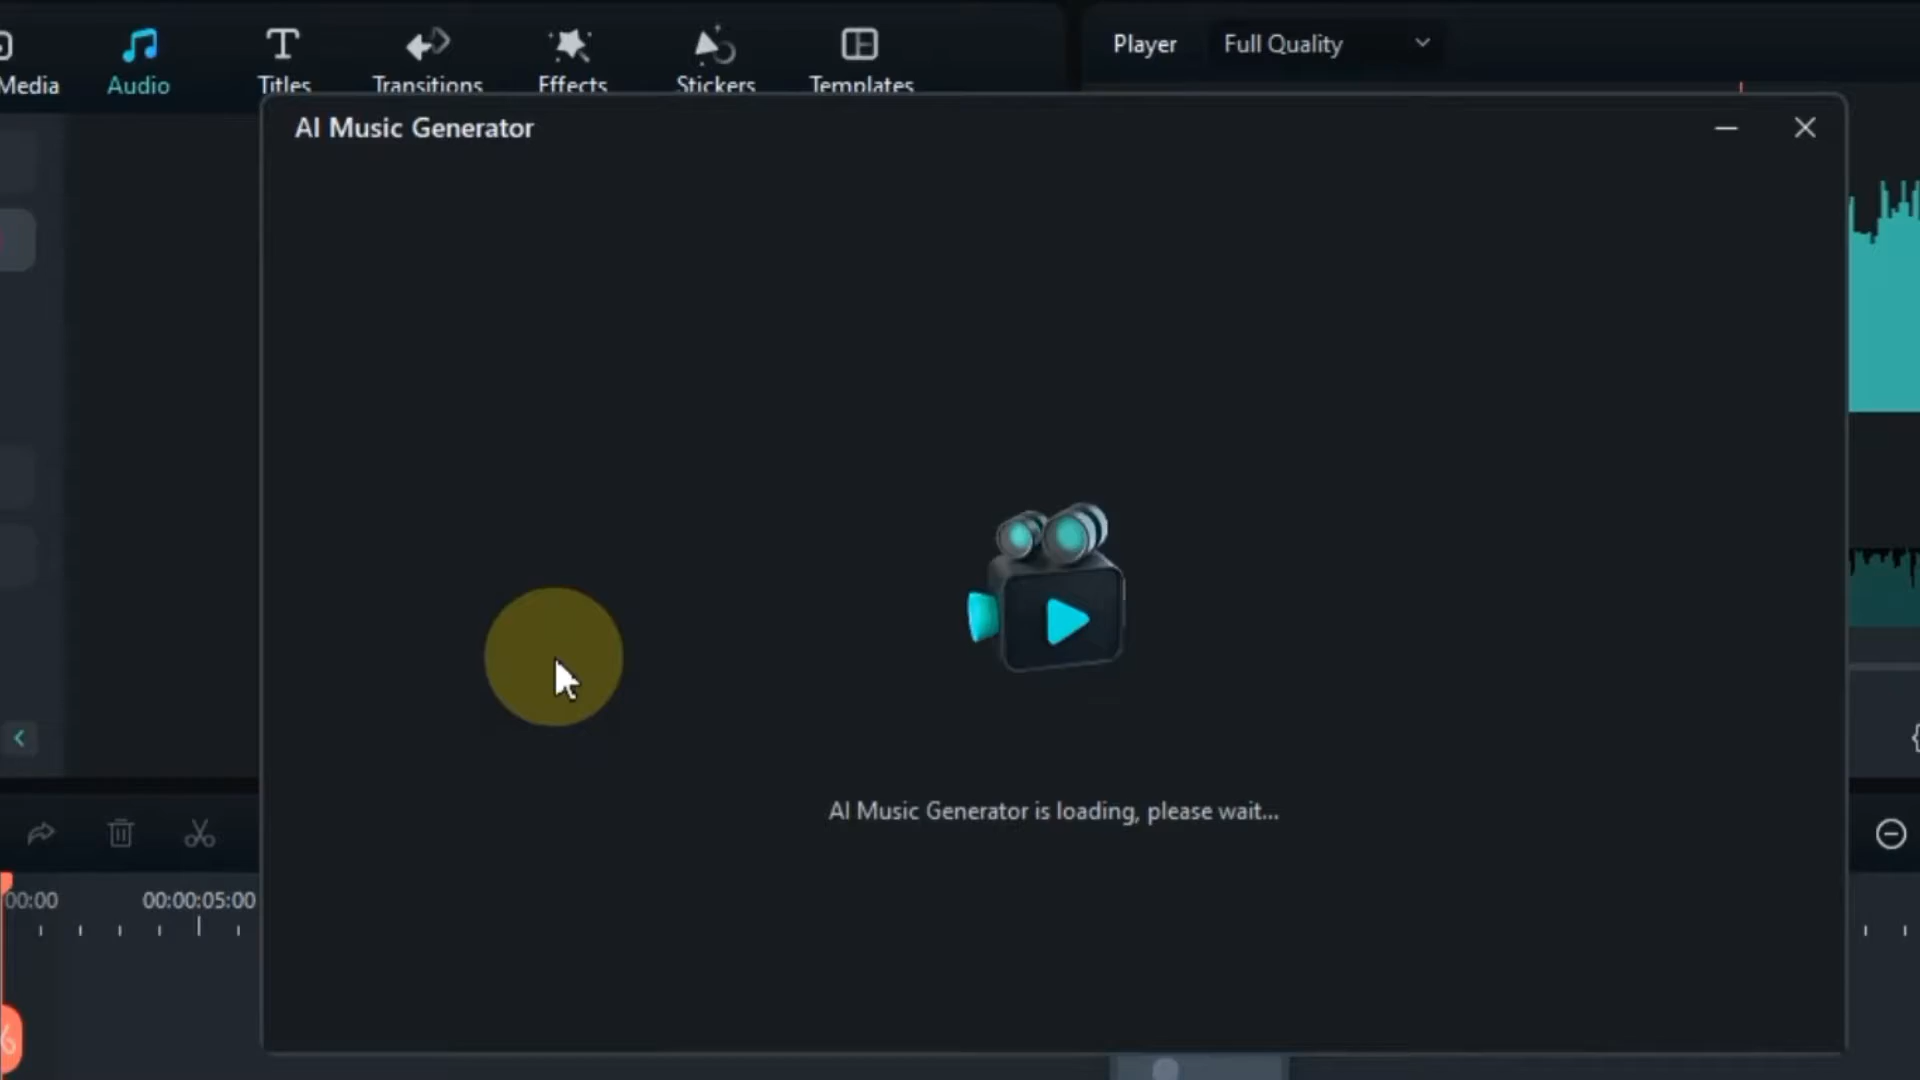 Media
Audio
Titles
Transitions
Effects
Stickers
Templates
Player
Full Quality
AI Music Generator
AI Music Generator is loading, please wait...
00:00
00:00:05:00